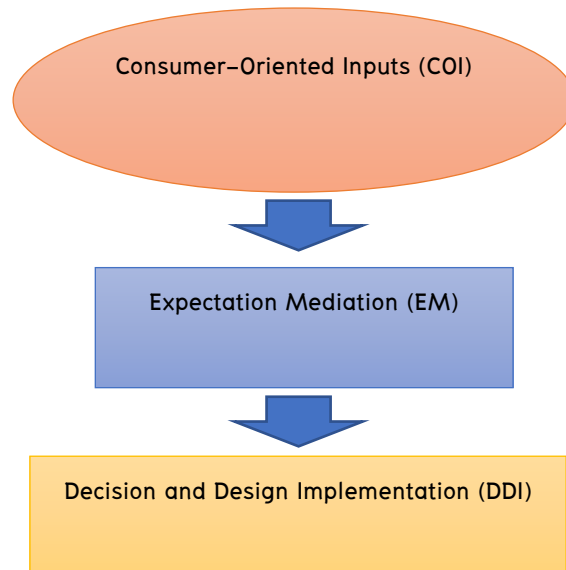 Consumer-Oriented Inputs (COI)
Expectation Mediation (EM)
Decision and Design Implementation (DDI)